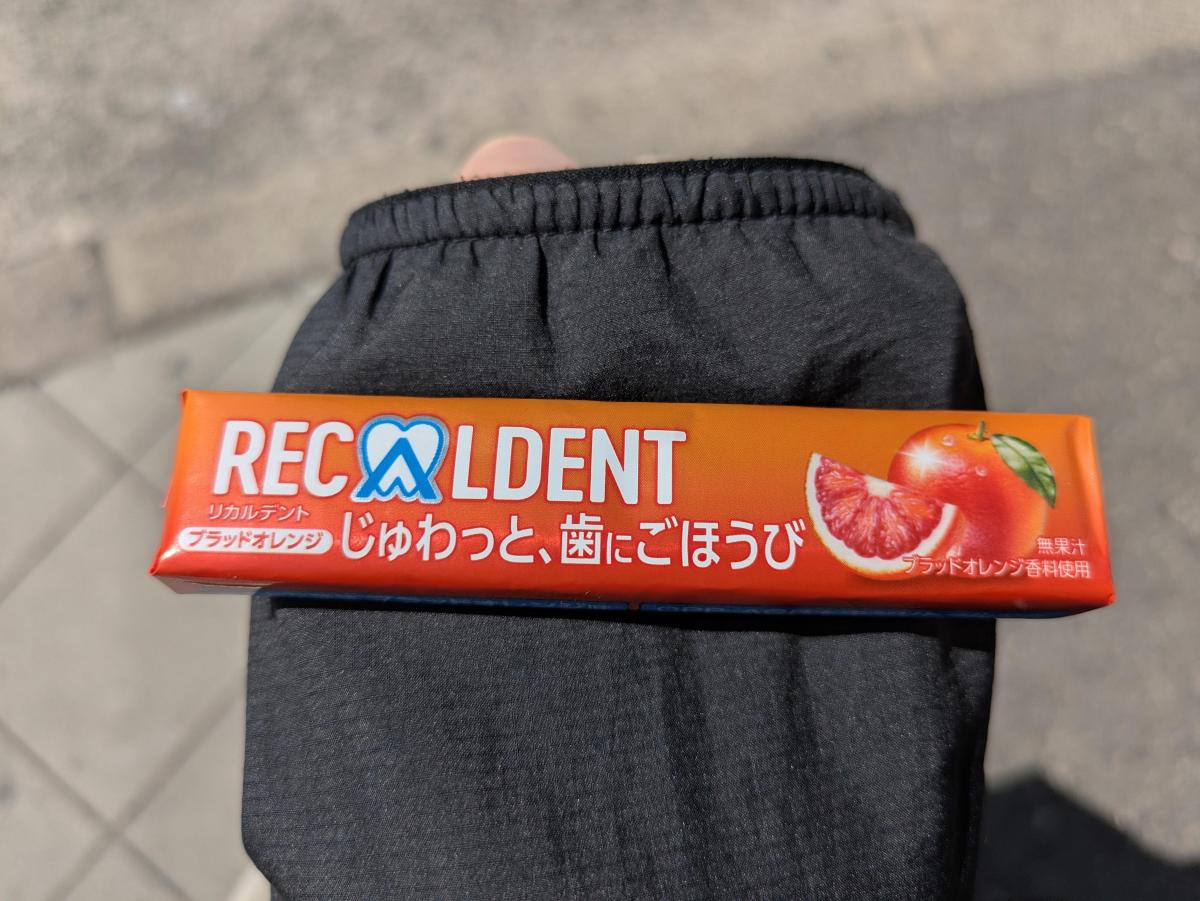 RECALDENT
リカルデント
ブラッドオレンジ
じゅわっと、歯にごほうび
無果汁
ブラッドオレンジ香料使用